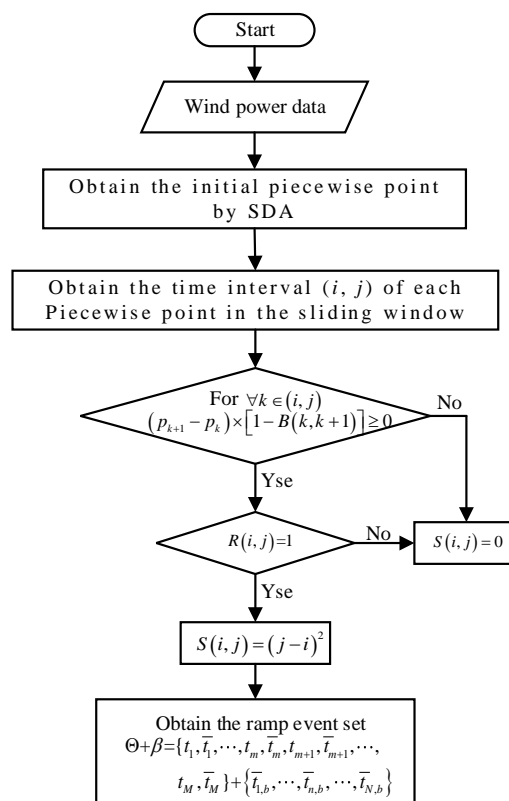 Start
Wind power data
Obtain the initial piecewise point
by SDA
Obtain the time interval (i, j) of each
Piecewise point in the sliding window
For ∀k∈(i, j)
(p_{k+1} − p_k)×[1−B(k,k+1)]≥0
No
Yse
R(i, j)=1
No
S(i, j)=0
Yse
S(i, j)=(j−i)^2
Obtain the ramp event set
Θ+β={t_1,t̅_1,⋯,t_m,t̅_m,t_{m+1},t̅_{m+1},⋯,
t_M,t̅_M}+{t̅_{1,b},⋯,t̅_{n,b},⋯,t̅_{N,b}}